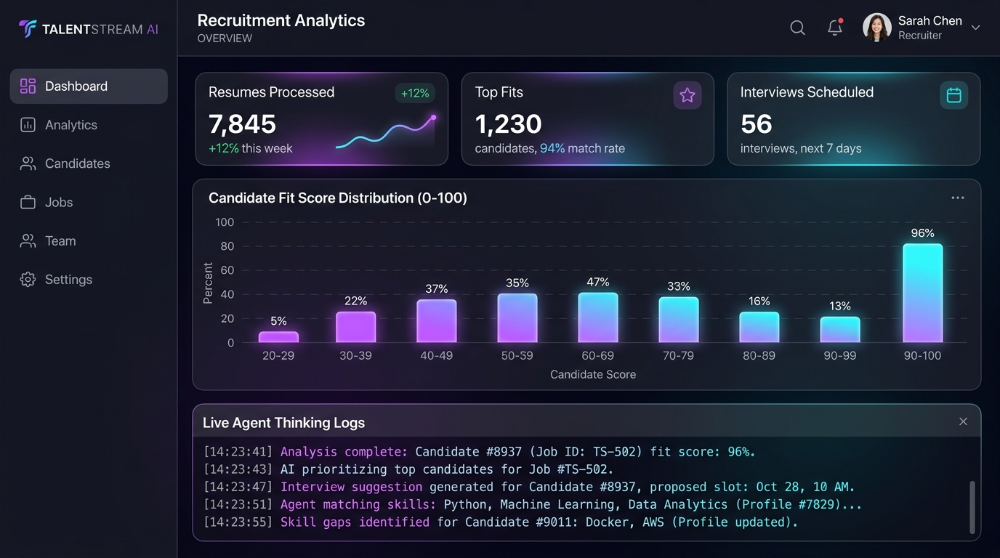 TALENTSTREAM AI
Recruitment Analytics
OVERVIEW
Sarah Chen
Recruiter
Dashboard
Analytics
Candidates
Jobs
Team
Settings
Resumes Processed
+12%
7,845
+12% this week
Top Fits
1,230
candidates, 94% match rate
Interviews Scheduled
56
interviews, next 7 days
Candidate Fit Score Distribution (0-100)
Percent
100
80
60
40
20
0
5%
22%
37%
35%
47%
33%
16%
13%
96%
20-29
30-39
40-49
50-59
60-69
70-79
80-89
90-99
90-100
Candidate Score
Live Agent Thinking Logs
[14:23:41] Analysis complete: Candidate #8937 (Job ID: TS-502) fit score: 96%.
[14:23:43] AI prioritizing top candidates for Job #TS-502.
[14:23:47] Interview suggestion generated for Candidate #8937, proposed slot: Oct 28, 10 AM.
[14:23:51] Agent matching skills: Python, Machine Learning, Data Analytics (Profile #7829)...
[14:23:55] Skill gaps identified for Candidate #9011: Docker, AWS (Profile updated).